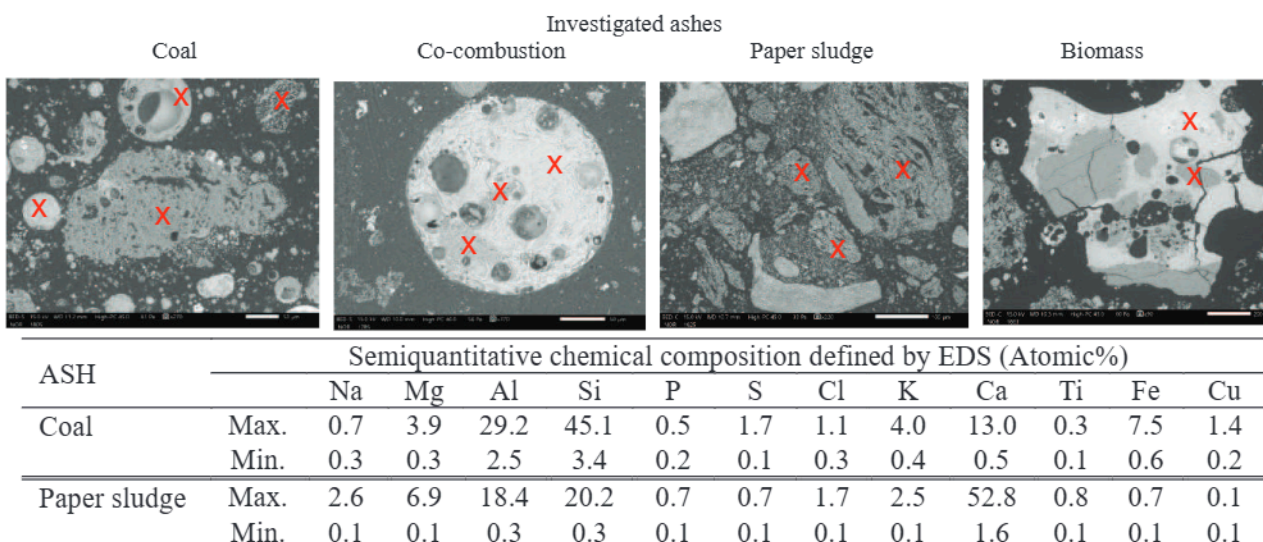 Investigated ashes
Coal Co-combustion Paper sludge Biomass
X X X X
X X X
X X X
X X
ASH Semiquantitative chemical composition defined by EDS (Atomic%)
Na Mg Al Si P S Cl K Ca Ti Fe Cu
Coal Max. 0.7 3.9 29.2 45.1 0.5 1.7 1.1 4.0 13.0 0.3 7.5 1.4
Min. 0.3 0.3 2.5 3.4 0.2 0.1 0.3 0.4 0.5 0.1 0.6 0.2
Paper sludge Max. 2.6 6.9 18.4 20.2 0.7 0.7 1.7 2.5 52.8 0.8 0.7 0.1
Min. 0.1 0.1 0.3 0.3 0.1 0.1 0.1 0.1 1.6 0.1 0.1 0.1